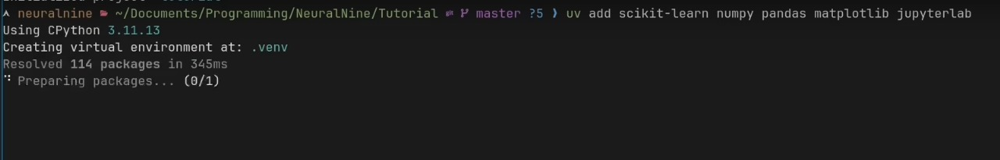 neuralnine ~/Documents/Programming/NeuralNine/Tutorial git master ?5 ❯ uv add scikit-learn numpy pandas matplotlib jupyterlab
Using CPython 3.11.13
Creating virtual environment at: .venv
Resolved 114 packages in 345ms
Preparing packages... (0/1)